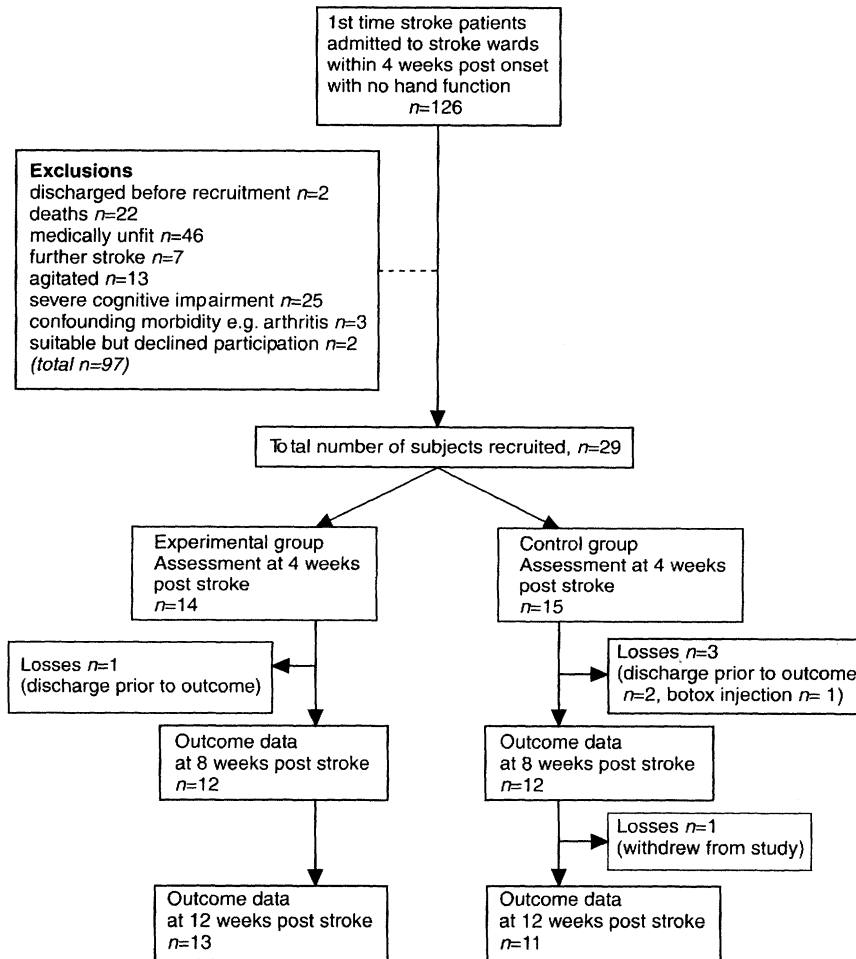 1st time stroke patients
admitted to stroke wards
within 4 weeks post onset
with no hand function
n=126
Exclusions
discharged before recruitment n=2
deaths n=22
medically unfit n=46
further stroke n=7
agitated n=13
severe cognitive impairment n=25
confounding morbidity e.g. arthritis n=3
suitable but declined participation n=2
(total n=97)
Total number of subjects recruited, n=29
Experimental group
Assessment at 4 weeks
post stroke
n=14
Control group
Assessment at 4 weeks
post stroke
n=15
Losses n=1
(discharge prior to outcome)
Losses n=3
(discharge prior to outcome
n=2, botox injection n= 1)
Outcome data
at 8 weeks post stroke
n=12
Outcome data
at 8 weeks post stroke
n=12
Losses n=1
(withdrew from study)
Outcome data
at 12 weeks post stroke
n=13
Outcome data
at 12 weeks post stroke
n=11